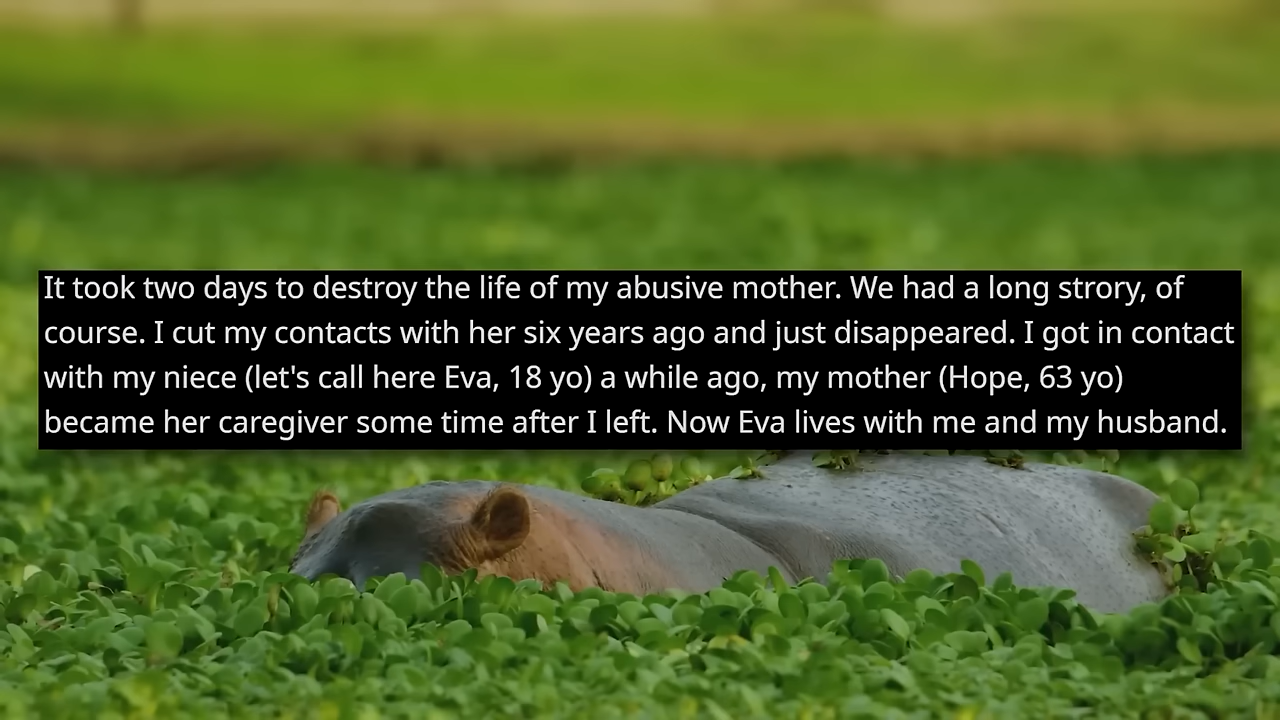 It took two days to destroy the life of my abusive mother. We had a long strory, of
course. I cut my contacts with her six years ago and just disappeared. I got in contact
with my niece (let's call here Eva, 18 yo) a while ago, my mother (Hope, 63 yo)
became her caregiver some time after I left. Now Eva lives with me and my husband.